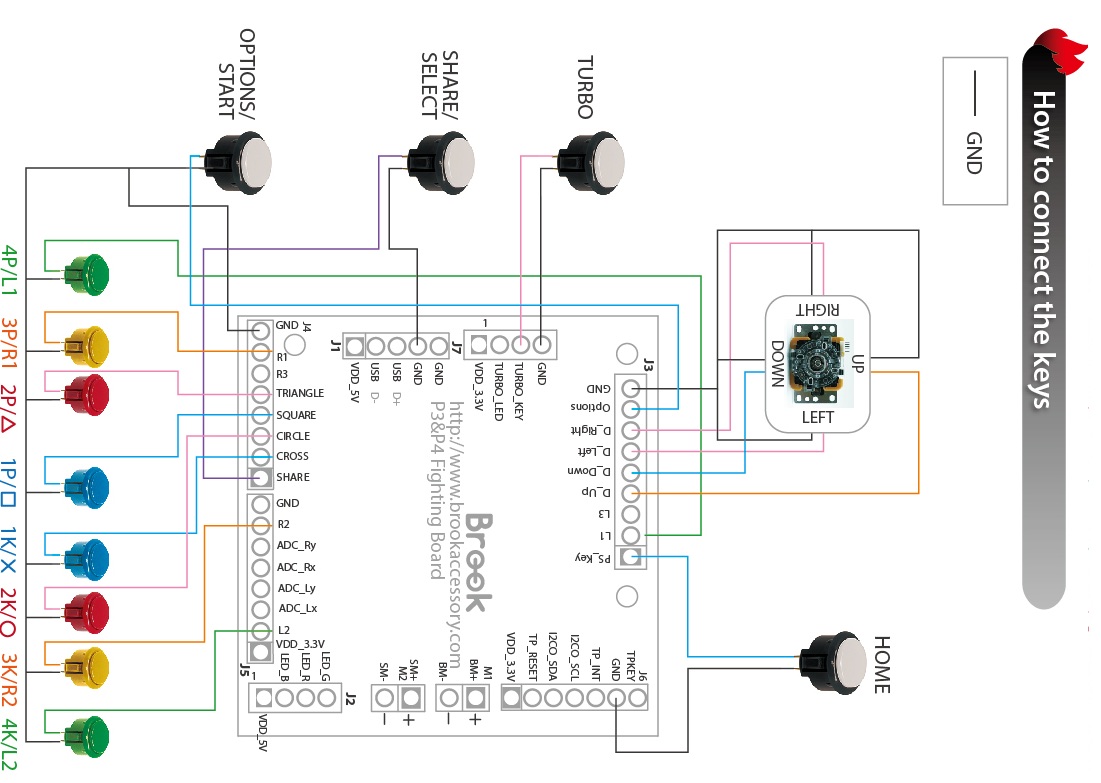 How to connect the keys
GND
OPTIONS/
START
SHARE/
SELECT
TURBO
HOME
4P/L1
3P/R1
2P/△
1P/□
1K/✕
2K/○
3K/R2
4K/L2
RIGHT
UP
DOWN
LEFT
J4
GND
R1
R3
TRIANGLE
SQUARE
CIRCLE
CROSS
SHARE
GND
R2
ADC_Ry
ADC_Rx
ADC_Ly
ADC_Lx
L2
VDD_3.3V
J5
J1
VDD_5V
USB D-
USB D+
GND
GND
J7
1
VDD_3.3V
TURBO_LED
TURBO_KEY
GND
J3
GND
Options
D_Right
D_Left
D_Down
D_Up
L3
L1
PS_Key
Brook
http://www.brookaccessory.com
P3&P4 Fighting Board
1
VDD_5V
LED_B
LED_R
LED_G
J2
SM-
SM+
M2
−
+
BM-
BM+
M1
−
+
VDD_3.3V
TP_RESET
I2CO_SDA
I2CO_SCL
TP_INT
GND
TPKEY
J6